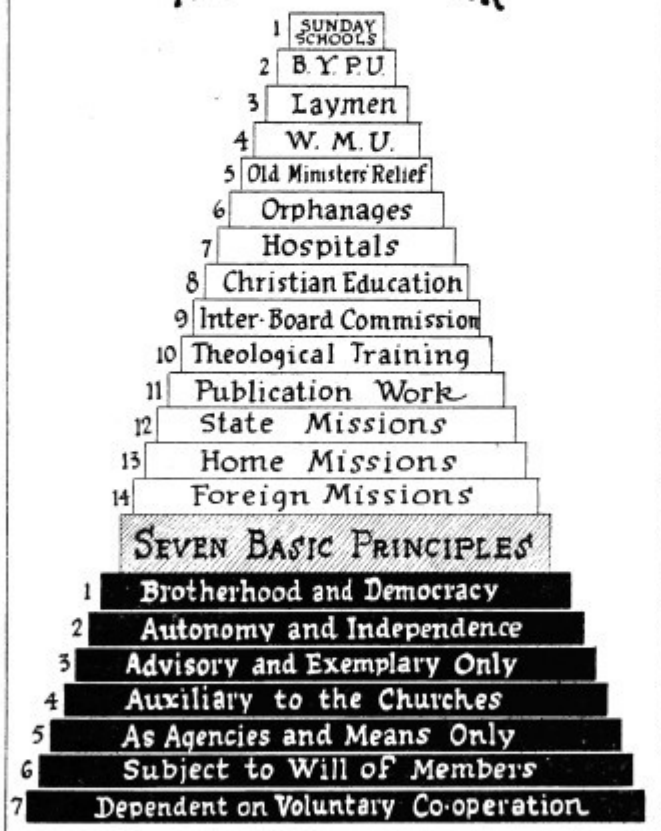 1 SUNDAY
SCHOOLS
2 B.Y.P.U.
3 Laymen
4 W. M. U.
5 Old Ministers' Relief
6 Orphanages
7 Hospitals
8 Christian Education
9 Inter-Board Commission
10 Theological Training
11 Publication Work
12 State Missions
13 Home Missions
14 Foreign Missions
SEVEN BASIC PRINCIPLES
1 Brotherhood and Democracy
2 Autonomy and Independence
3 Advisory and Exemplary Only
4 Auxiliary to the Churches
5 As Agencies and Means Only
6 Subject to Will of Members
7 Dependent on Voluntary Co-operation